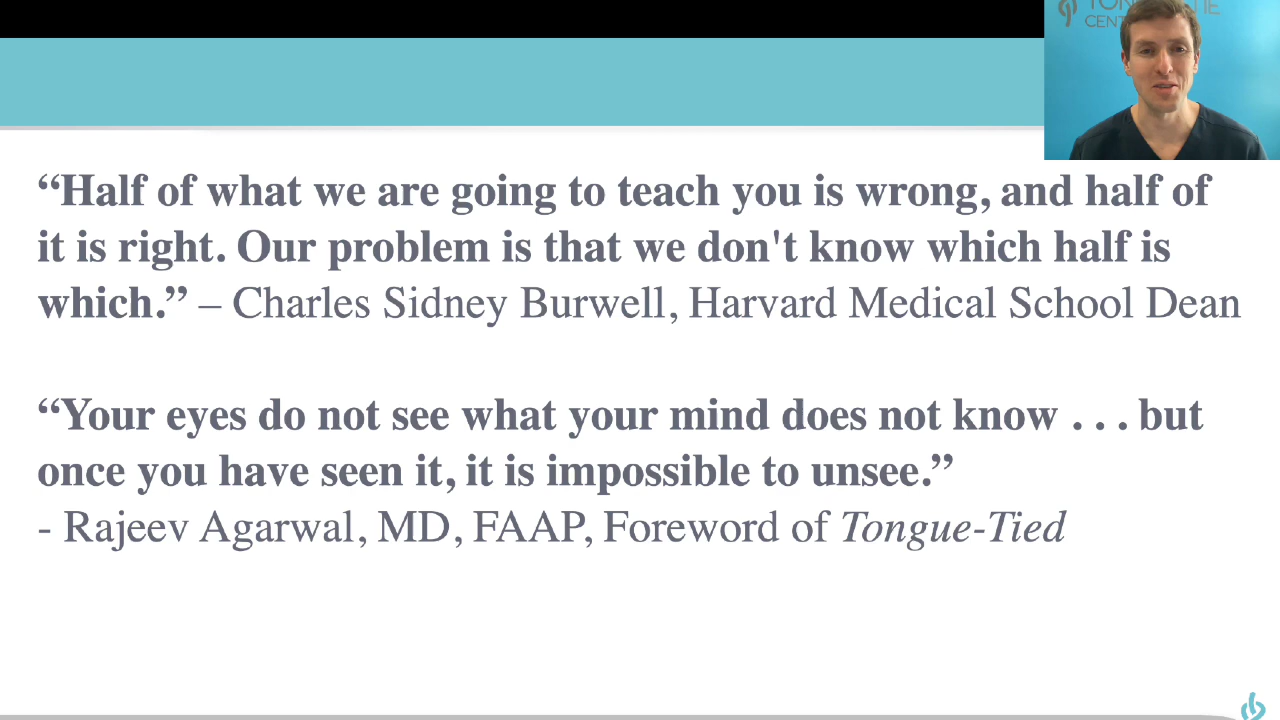 “Half of what we are going to teach you is wrong, and half of
it is right. Our problem is that we don't know which half is
which.” – Charles Sidney Burwell, Harvard Medical School Dean
“Your eyes do not see what your mind does not know . . . but
once you have seen it, it is impossible to unsee.”
- Rajeev Agarwal, MD, FAAP, Foreword of Tongue-Tied